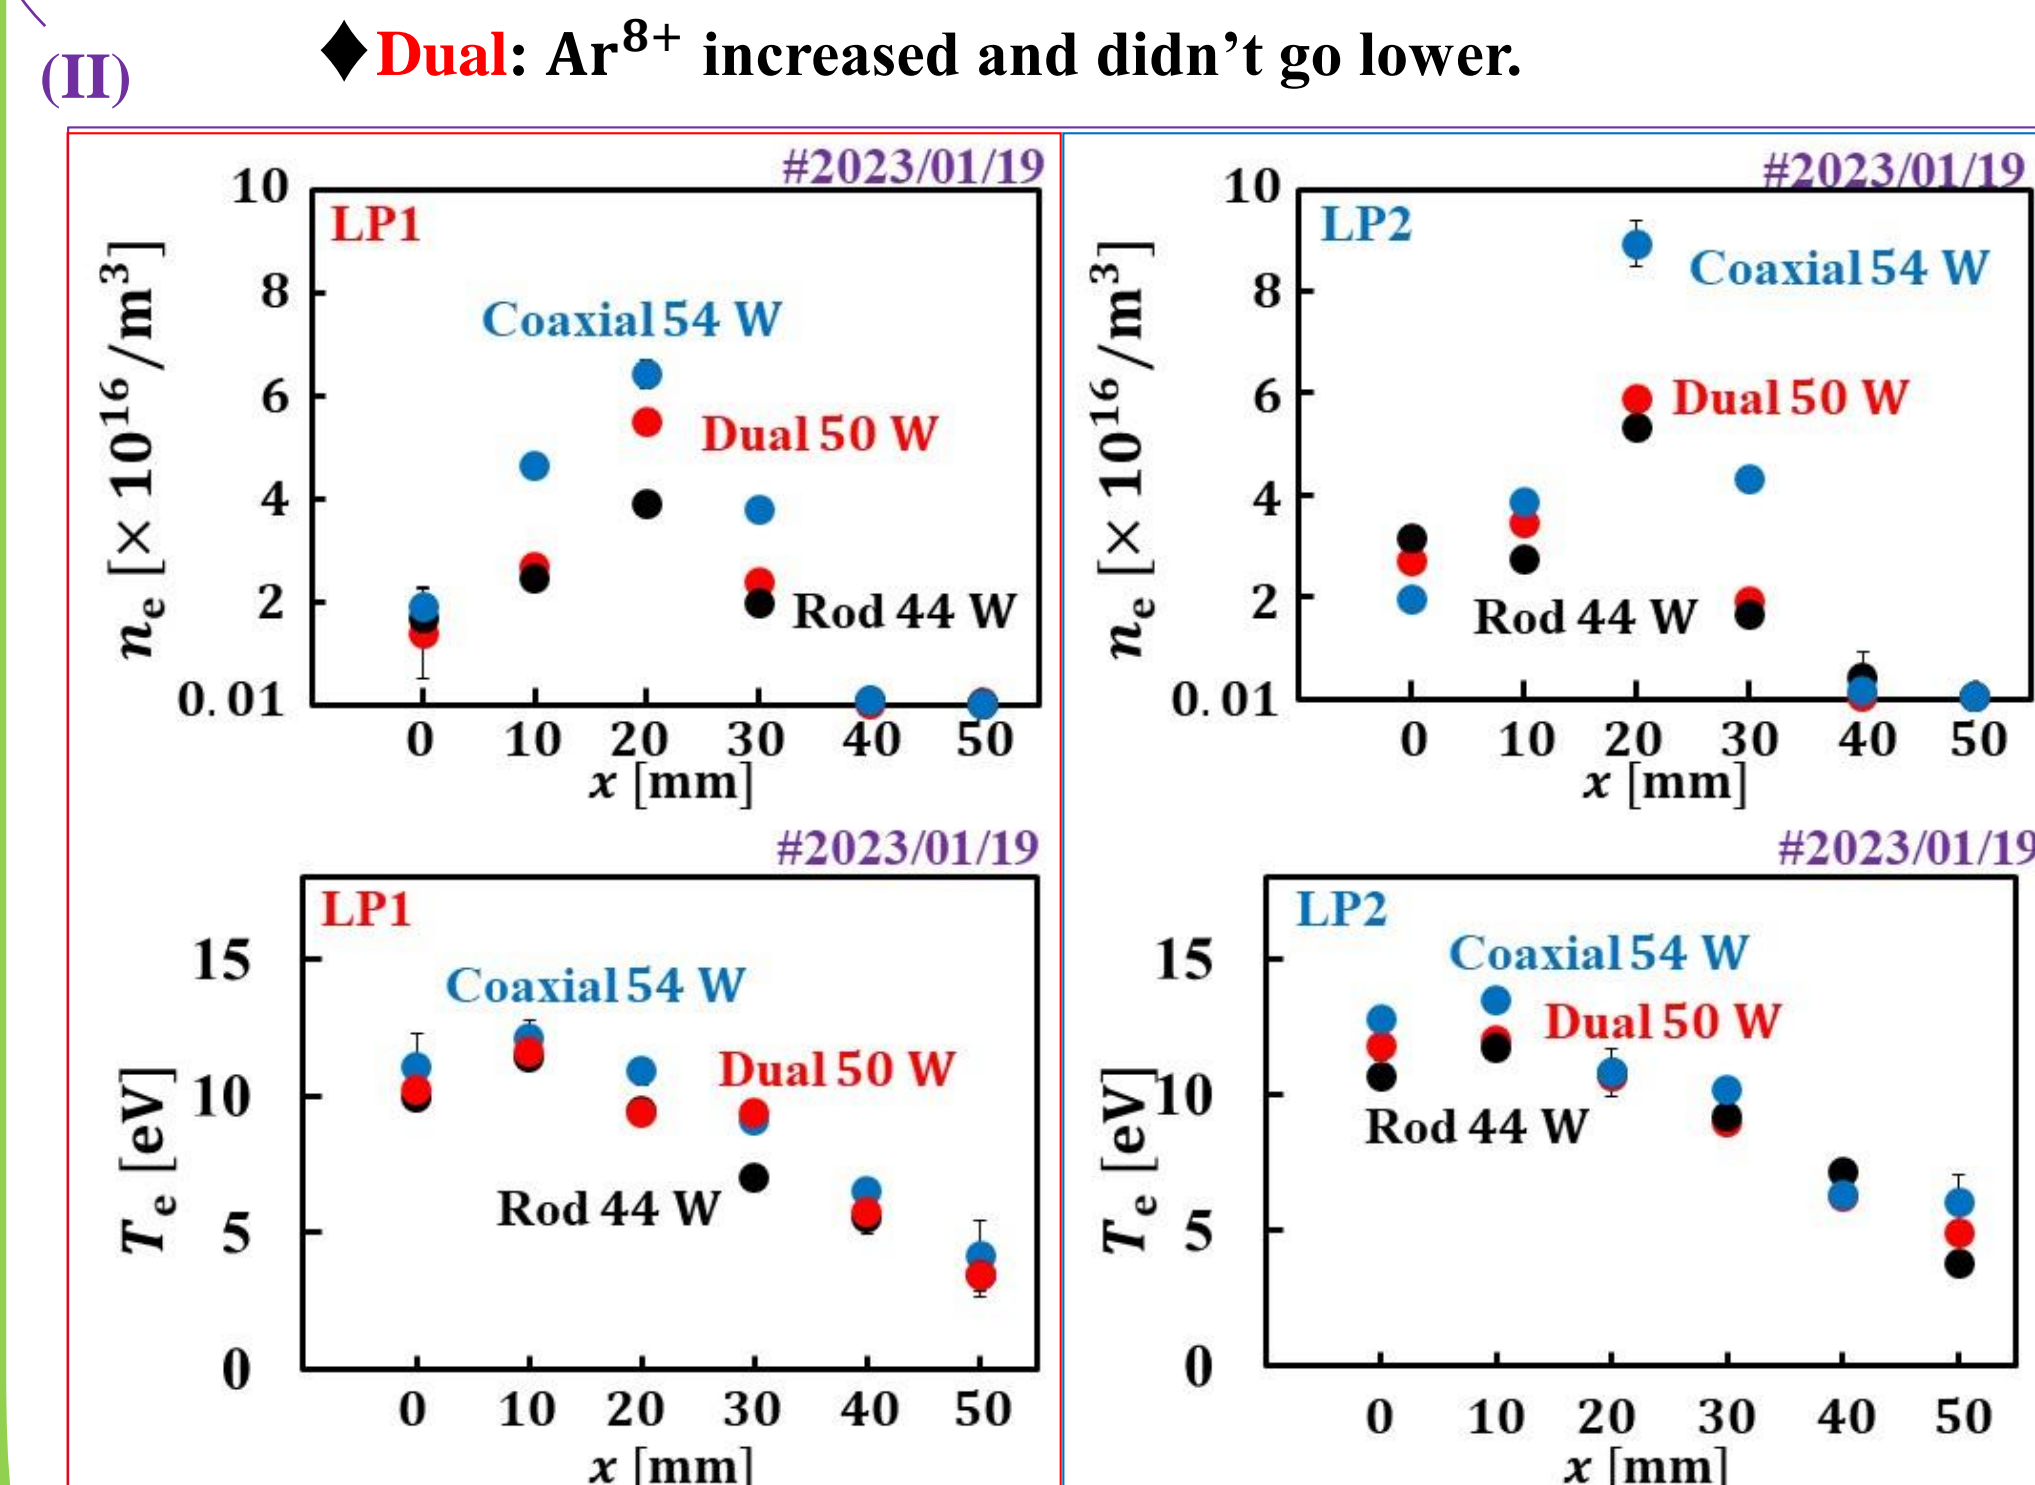 (II)
♦Dual: Ar⁸⁺ increased and didn’t go lower.
#2023/01/19
10
LP1
8
Coaxial 54 W
6
Dual 50 W
4
2
Rod 44 W
0.01
0 10 20 30 40 50
x [mm]
nₑ [× 10¹⁶/m³]
#2023/01/19
10
LP2
8
Coaxial 54 W
6
Dual 50 W
4
2
Rod 44 W
0.01
0 10 20 30 40 50
x [mm]
nₑ [× 10¹⁶/m³]
#2023/01/19
LP1
15
Coaxial 54 W
10
Dual 50 W
5
Rod 44 W
0
0 10 20 30 40 50
x [mm]
Tₑ [eV]
#2023/01/19
LP2
15
Coaxial 54 W
Dual 50 W
10
Rod 44 W
5
0
0 10 20 30 40 50
x [mm]
Tₑ [eV]